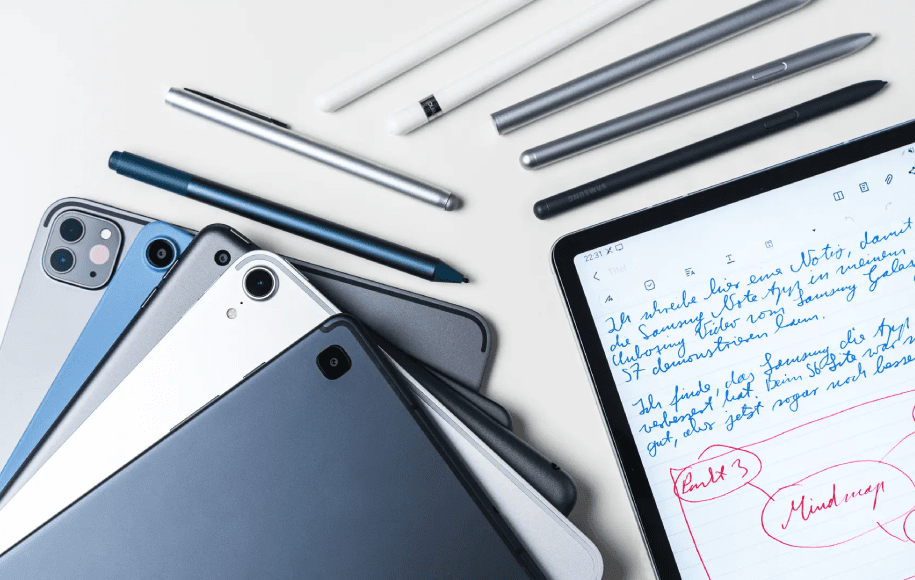 SAMSUNG
22:31
Titel
T
Ich schreibe hier eine Notiz, damit
die Samsung Note App in meinem
Unboxing Video vom Samsung Galax
S7 demonstrieren kann.
Ich finde, das Samsung die App
verbessert hat. Beim S6 Lite war
gut, aber jetzt sogar noch besse
Punkt 3
Mindmap